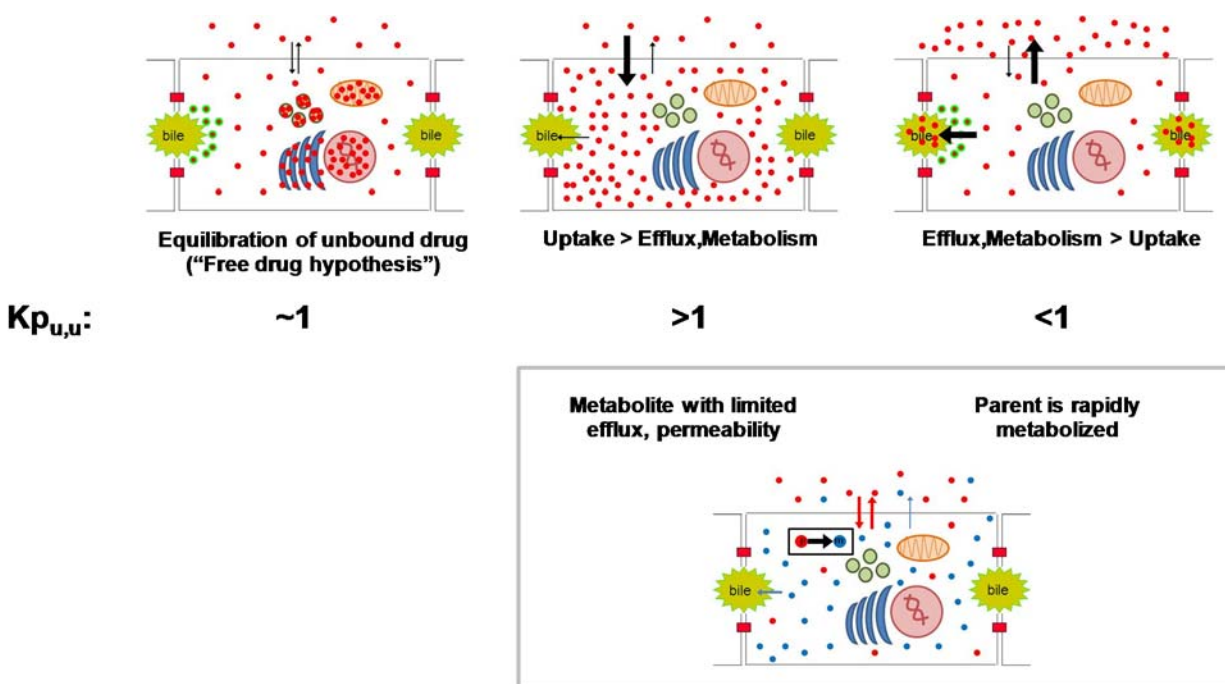 bile
bile
bile
bile
bile
bile
Equilibration of unbound drug
("Free drug hypothesis")
Uptake > Efflux,Metabolism
Efflux,Metabolism > Uptake
Kpu,u:
~1
>1
<1
Metabolite with limited
efflux, permeability
Parent is rapidly
metabolized
bile
bile